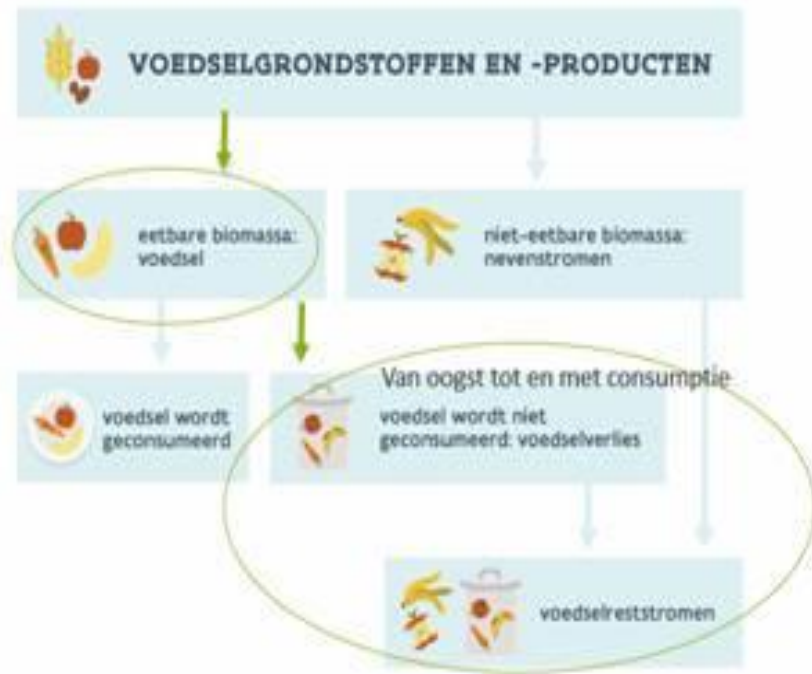 VOEDSELGRONDSTOFFEN EN -PRODUCTEN
eetbare biomassa:
voedsel
niet-eetbare biomassa:
nevenstromen
Van oogst tot en met consumptie
voedsel wordt
geconsumeerd
voedsel wordt niet
geconsumeerd: voedselverlies
voedselreststromen